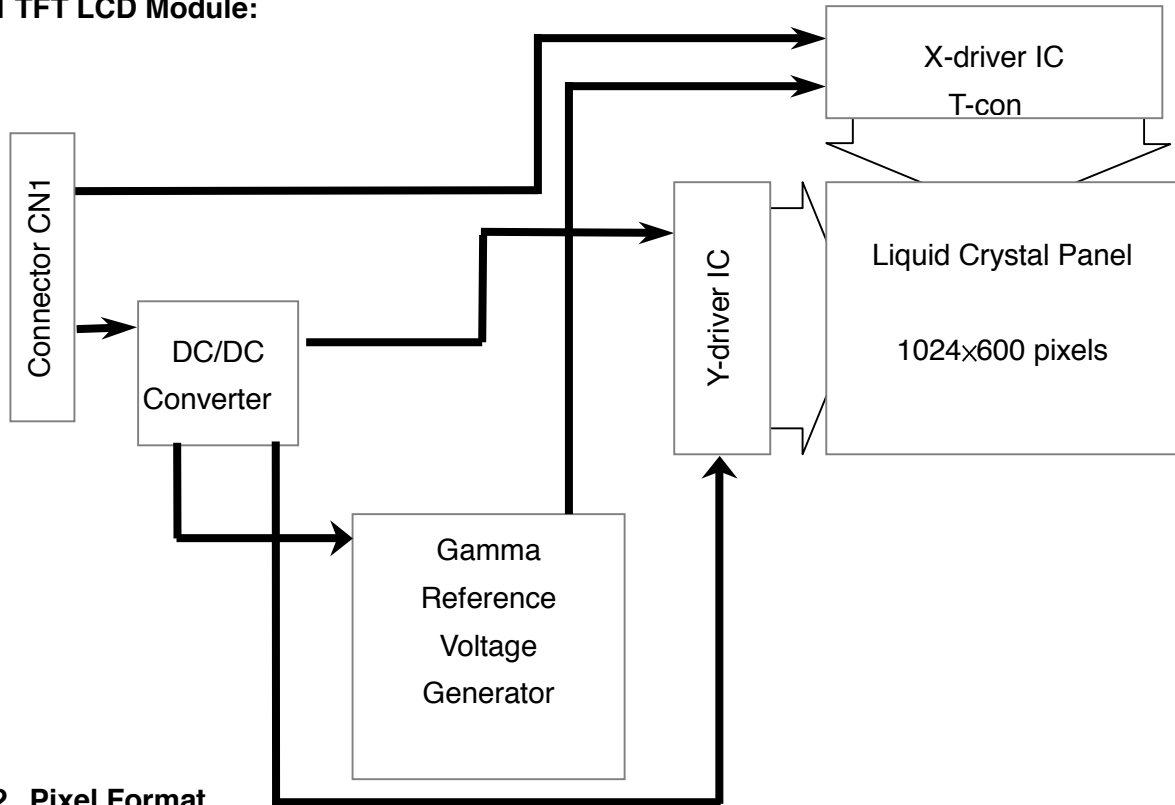 TFT LCD Module:
X-driver IC
T-con
Connector CN1
Y-driver IC
Liquid Crystal Panel
1024×600 pixels
DC/DC
Converter
Gamma
Reference
Voltage
Generator
2 Pixel Format